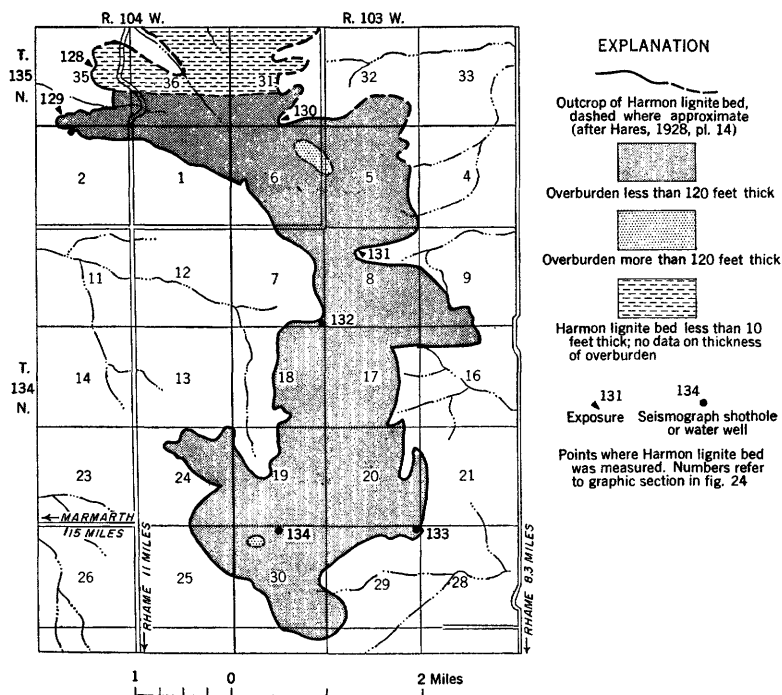 R. 104 W. R. 103 W.
T. 135 N.
128
35 36 31 32 33
129
130
2 1 6 5 4
131
11 12 7 8 9
132
T. 134 N.
14 13 18 17 16
23 24 19 20 21
MARMARTH
15 MILES
134 133
26 25 30 29 28
RHAME 11 MILES
RHAME 8.3 MILES
1 0 2 Miles
EXPLANATION
Outcrop of Harmon lignite bed,
dashed where approximate
(after Hares, 1928, pl. 14)
Overburden less than 120 feet thick
Overburden more than 120 feet thick
Harmon lignite bed less than 10
feet thick; no data on thickness
of overburden
131 134
Exposure Seismograph shothole
or water well
Points where Harmon lignite bed
was measured. Numbers refer
to graphic section in fig. 24